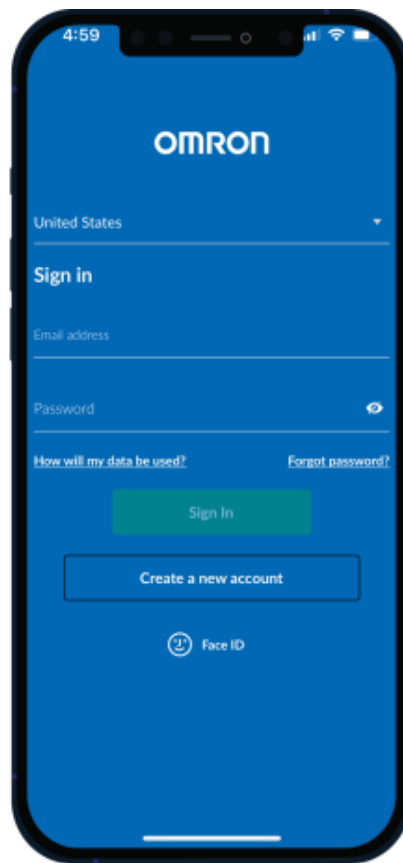 4:59
OMRON
United States
Sign in
Email address
Password
How will my data be used? Forgot password?
Sign In
Create a new account
Face ID